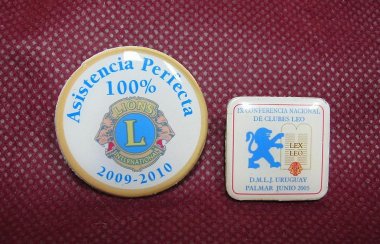 Asistencia Perfecta
100%
LIONS
L
INTERNATIONAL
2009-2010
IX CONFERENCIA NACIONAL
DE CLUBES LEO
LEX
LEO
D.M.L.J. URUGUAY
PALMAR JUNIO 2005